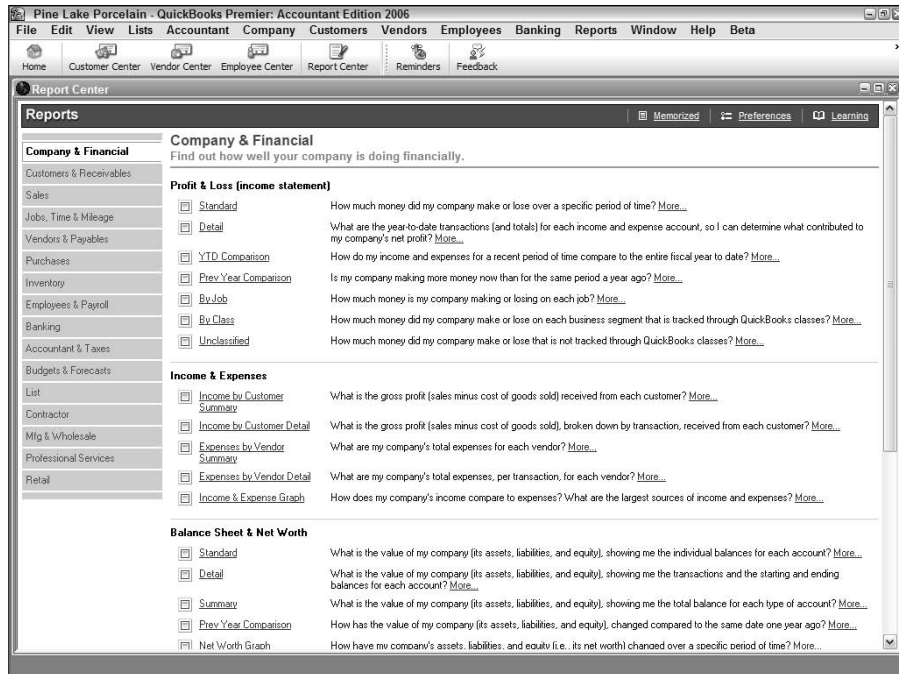 Pine Lake Porcelain - QuickBooks Premier: Accountant Edition 2006
File Edit View Lists Accountant Company Customers Vendors Employees Banking Reports Window Help Beta
Home Customer Center Vendor Center Employee Center Report Center Reminders Feedback
Report Center
Reports Memorized Preferences Learning
Company & Financial
Customers & Receivables
Sales
Jobs, Time & Mileage
Vendors & Payables
Purchases
Inventory
Employees & Payroll
Banking
Accountant & Taxes
Budgets & Forecasts
List
Contractor
Mfg & Wholesale
Professional Services
Retail
Company & Financial
Find out how well your company is doing financially.
Profit & Loss (income statement)
Standard How much money did my company make or lose over a specific period of time? More...
Detail What are the year-to-date transactions (and totals) for each income and expense account, so I can determine what contributed to
my company's net profit? More...
YTD Comparison How do my income and expenses for a recent period of time compare to the entire fiscal year to date? More...
Prev Year Comparison Is my company making more money now than for the same period a year ago? More...
By Job How much money is my company making or losing on each job? More...
By Class How much money did my company make or lose on each business segment that is tracked through QuickBooks classes? More...
Unclassified How much money did my company make or lose that is not tracked through QuickBooks classes? More...
Income & Expenses
Income by Customer What is the gross profit (sales minus cost of goods sold) received from each customer? More...
Summary
Income by Customer Detail What is the gross profit (sales minus cost of goods sold), broken down by transaction, received from each customer? More...
Expenses by Vendor What are my company's total expenses for each vendor? More...
Summary
Expenses by Vendor Detail What are my company's total expenses, per transaction, for each vendor? More...
Income & Expense Graph How does my company's income compare to expenses? What are the largest sources of income and expenses? More...
Balance Sheet & Net Worth
Standard What is the value of my company (its assets, liabilities, and equity), showing me the individual balances for each account? More...
Detail What is the value of my company (its assets, liabilities, and equity), showing me the transactions and the starting and ending
balances for each account? More...
Summary What is the value of my company (its assets, liabilities, and equity), showing me the total balance for each type of account? More...
Prev Year Comparison How has the value of my company (its assets, liabilities, and equity), changed compared to the same date one year ago? More...
Net Worth Graph How have my company's assets, liabilities, and equity (i.e., its net worth) changed over a specific period of time? More...